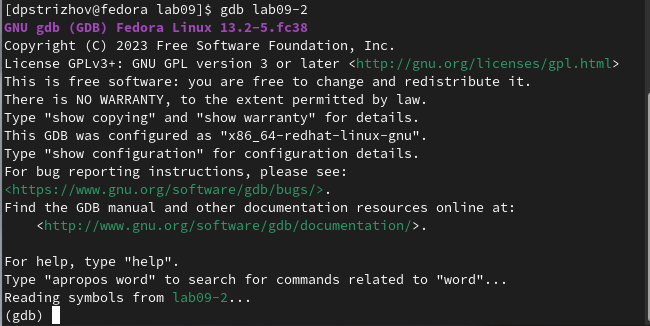 [dpstrizhov@fedora lab09]$ gdb lab09-2
GNU gdb (GDB) Fedora Linux 13.2-5.fc38
Copyright (C) 2023 Free Software Foundation, Inc.
License GPLv3+: GNU GPL version 3 or later <http://gnu.org/licenses/gpl.html>
This is free software: you are free to change and redistribute it.
There is NO WARRANTY, to the extent permitted by law.
Type "show copying" and "show warranty" for details.
This GDB was configured as "x86_64-redhat-linux-gnu".
Type "show configuration" for configuration details.
For bug reporting instructions, please see:
<https://www.gnu.org/software/gdb/bugs/>.
Find the GDB manual and other documentation resources online at:
    <http://www.gnu.org/software/gdb/documentation/>.

For help, type "help".
Type "apropos word" to search for commands related to "word"...
Reading symbols from lab09-2...
(gdb)